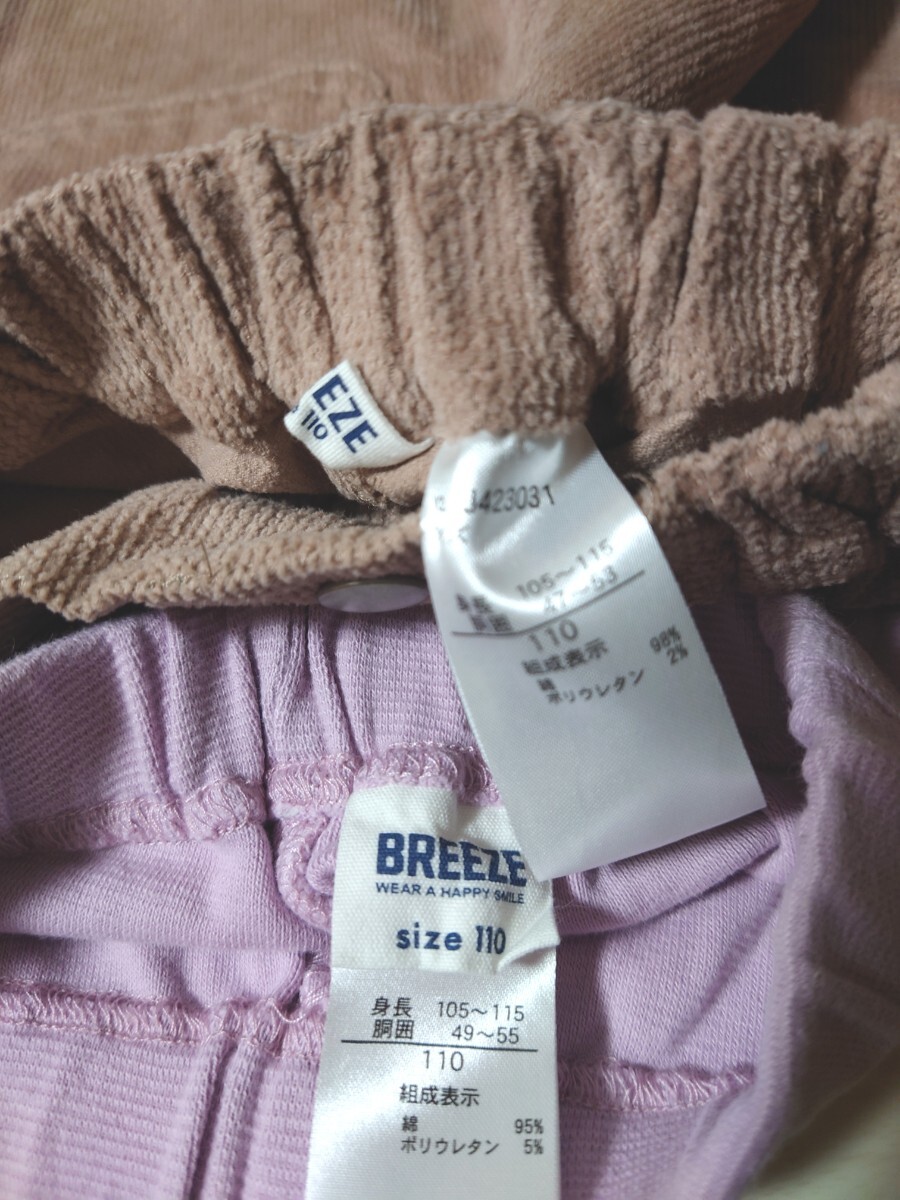 EZE
110
3423031
身長 105～115
胴囲 47～53
110
組成表示
綿 98%
ポリウレタン 2%
BREEZE
WEAR A HAPPY SMILE
size 110
身長 105～115
胴囲 49～55
110
組成表示
綿 95%
ポリウレタン 5%